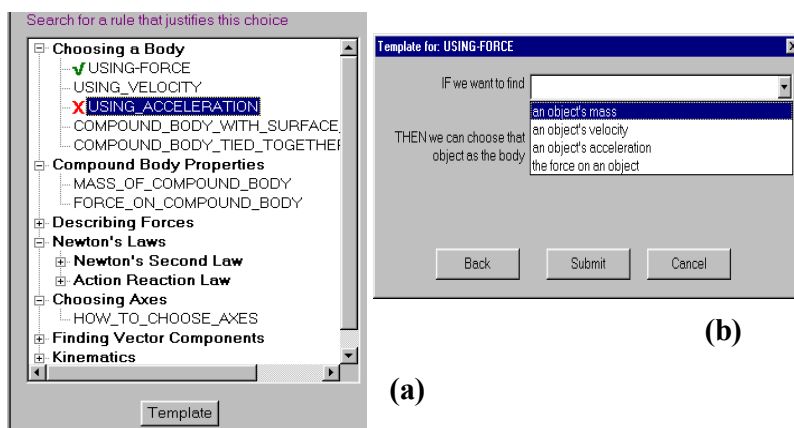 Search for a rule that justifies this choice
Choosing a Body
USING-FORCE
USING_VELOCITY
X USING_ACCELERATION
COMPOUND_BODY_WITH_SURFACE_
COMPOUND_BODY_TIED_TOGETHER
Compound Body Properties
MASS_OF_COMPOUND_BODY
FORCE_ON_COMPOUND_BODY
Describing Forces
Newton's Laws
Newton's Second Law
Action Reaction Law
Choosing Axes
HOW_TO_CHOOSE_AXES
Finding Vector Components
Kinematics
Template
(a)
Template for: USING-FORCE
IF we want to find
an object's mass
an object's velocity
an object's acceleration
the force on an object
THEN we can choose that
object as the body
Back
Submit
Cancel
(b)